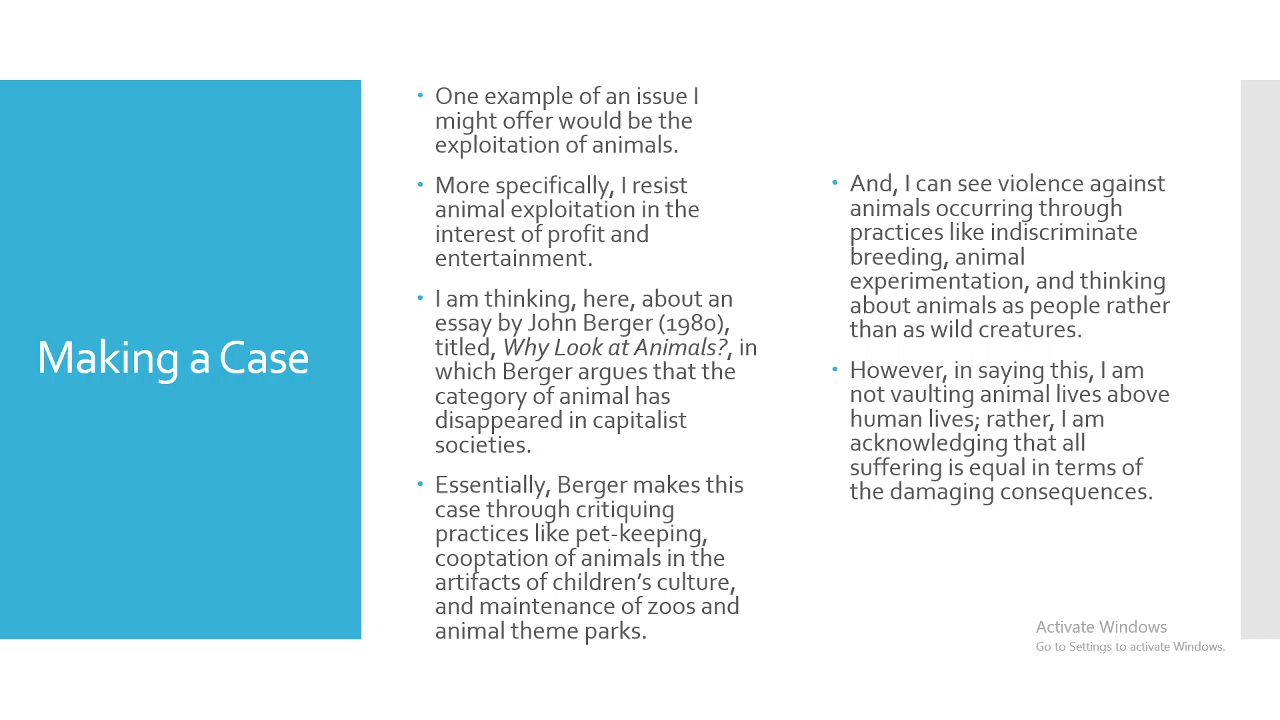 Making a Case
• One example of an issue I
might offer would be the
exploitation of animals.
• More specifically, I resist
animal exploitation in the
interest of profit and
entertainment.
• I am thinking, here, about an
essay by John Berger (1980),
titled, Why Look at Animals?, in
which Berger argues that the
category of animal has
disappeared in capitalist
societies.
• Essentially, Berger makes this
case through critiquing
practices like pet-keeping,
cooptation of animals in the
artifacts of children's culture,
and maintenance of zoos and
animal theme parks.
• And, I can see violence against
animals occurring through
practices like indiscriminate
breeding, animal
experimentation, and thinking
about animals as people rather
than as wild creatures.
• However, in saying this, I am
not vaulting animal lives above
human lives; rather, I am
acknowledging that all
suffering is equal in terms of
the damaging consequences.
Activate Windows
Go to Settings to activate Windows.